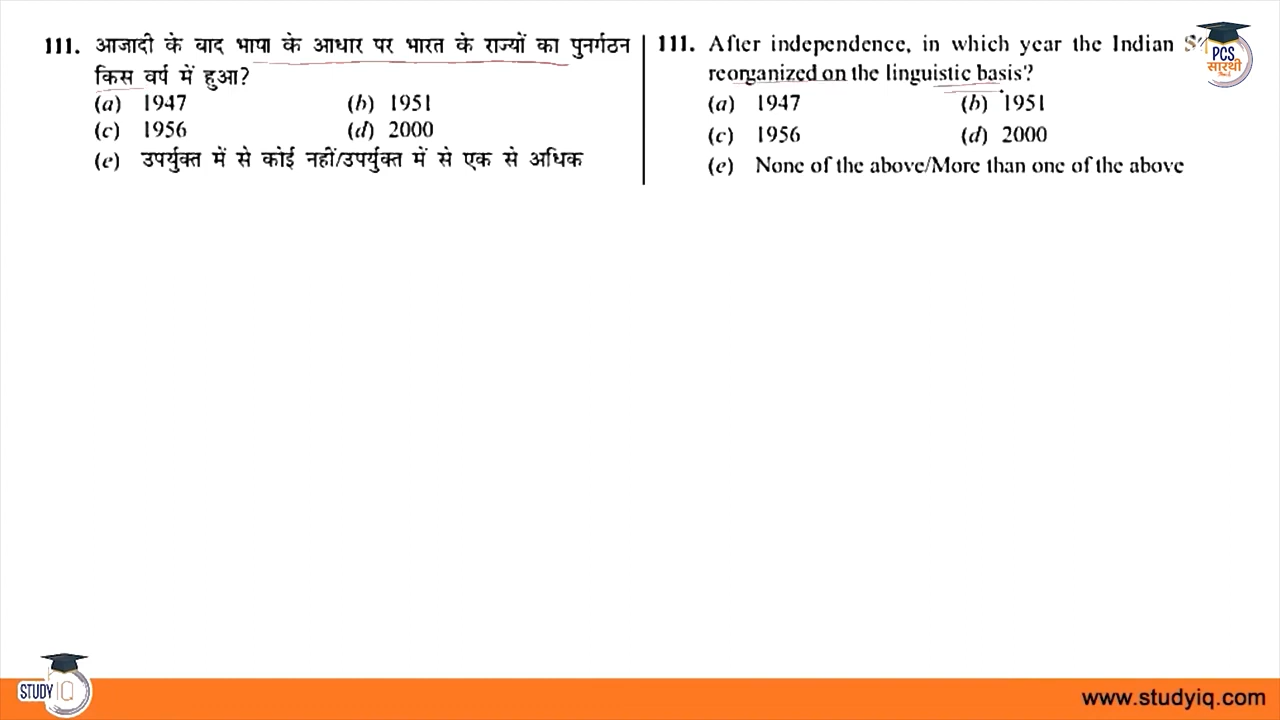 111. आजादी के बाद भाषा के आधार पर भारत के राज्यों का पुनर्गठन
किस वर्ष में हुआ?
(a) 1947 (b) 1951
(c) 1956 (d) 2000
(e) उपर्युक्त में से कोई नहीं/उपर्युक्त में से एक से अधिक
111. After independence, in which year the Indian
reorganized on the linguistic basis?
(a) 1947 (b) 1951
(c) 1956 (d) 2000
(e) None of the above/More than one of the above
PCS
सारथी
STUDY IQ
www.studyiq.com